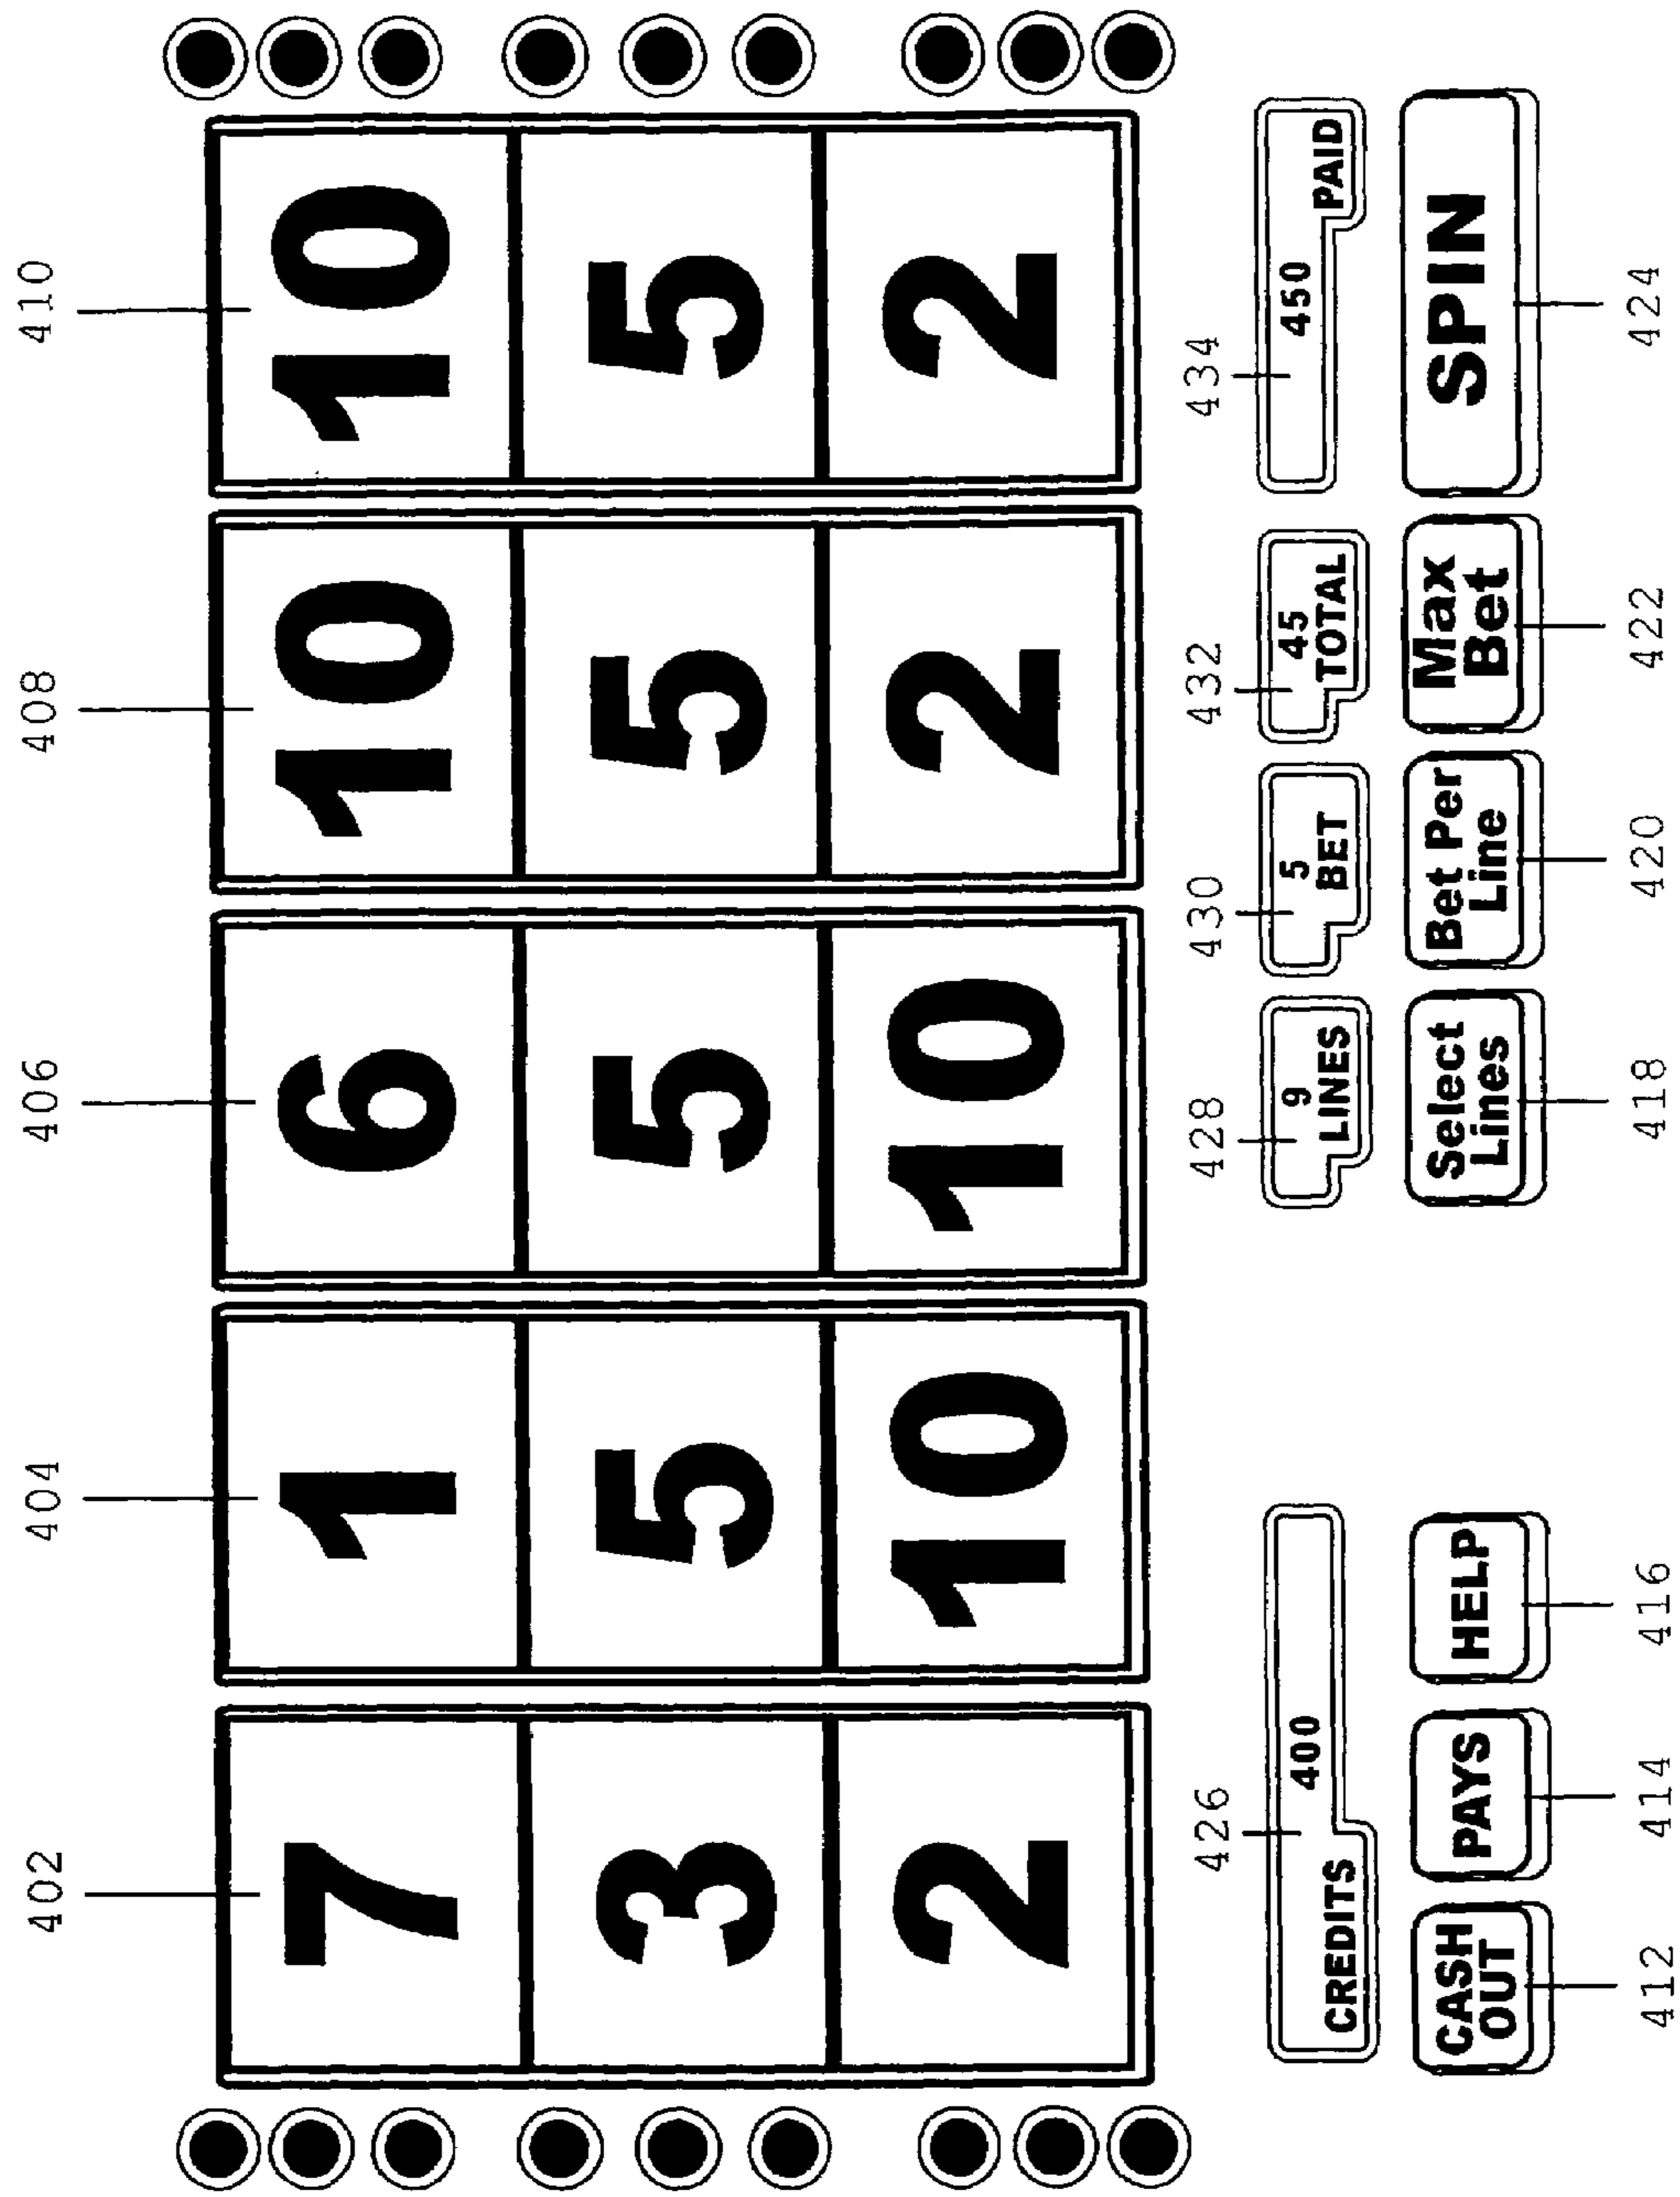 402 404 406 408 410
7 1 6 10 10
3 5 5 5 5
2 10 10 2 2
426 428 430 432 434
400 9 5 45 450
CREDITS LINES BET TOTAL PAID
CASH OUT
PAYS
HELP
Select Lines
Bet Per Line
Max Bet
SPIN
412 414 416 418 420 422 424